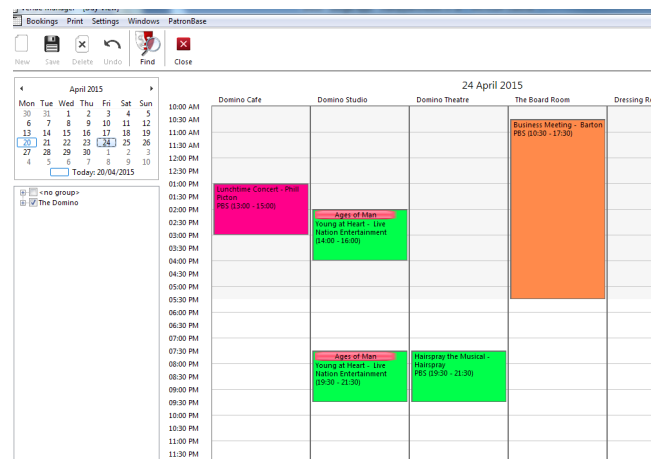 Bookings Print Settings Windows PatronBase
New Save Delete Undo Find Close
April 2015
Mon Tue Wed Thu Fri Sat Sun
30 31 1 2 3 4 5
6 7 8 9 10 11 12
13 14 15 16 17 18 19
20 21 22 23 24 25 26
27 28 29 30 1 2 3
4 5 6 7 8 9 10
Today: 20/04/2015
<no group>
The Domino
24 April 2015
Domino Cafe Domino Studio Domino Theatre The Board Room Dressing
10:00 AM
10:30 AM
11:00 AM
11:30 AM
12:00 PM
12:30 PM
01:00 PM
01:30 PM
02:00 PM
02:30 PM
03:00 PM
03:30 PM
04:00 PM
04:30 PM
05:00 PM
05:30 PM
06:00 PM
06:30 PM
07:00 PM
07:30 PM
08:00 PM
08:30 PM
09:00 PM
09:30 PM
10:00 PM
10:30 PM
11:00 PM
11:30 PM
Lunchtime Concert - Phill
Picton
PBS (13:00 - 15:00)
Ages of Man
Young at Heart - Live
Nation Entertainment
(14:00 - 16:00)
Ages of Man
Young at Heart - Live
Nation Entertainment
(19:30 - 21:30)
Hairspray the Musical -
Hairspray
PBS (19:30 - 21:30)
Business Meeting - Barton
PBS (10:30 - 17:30)